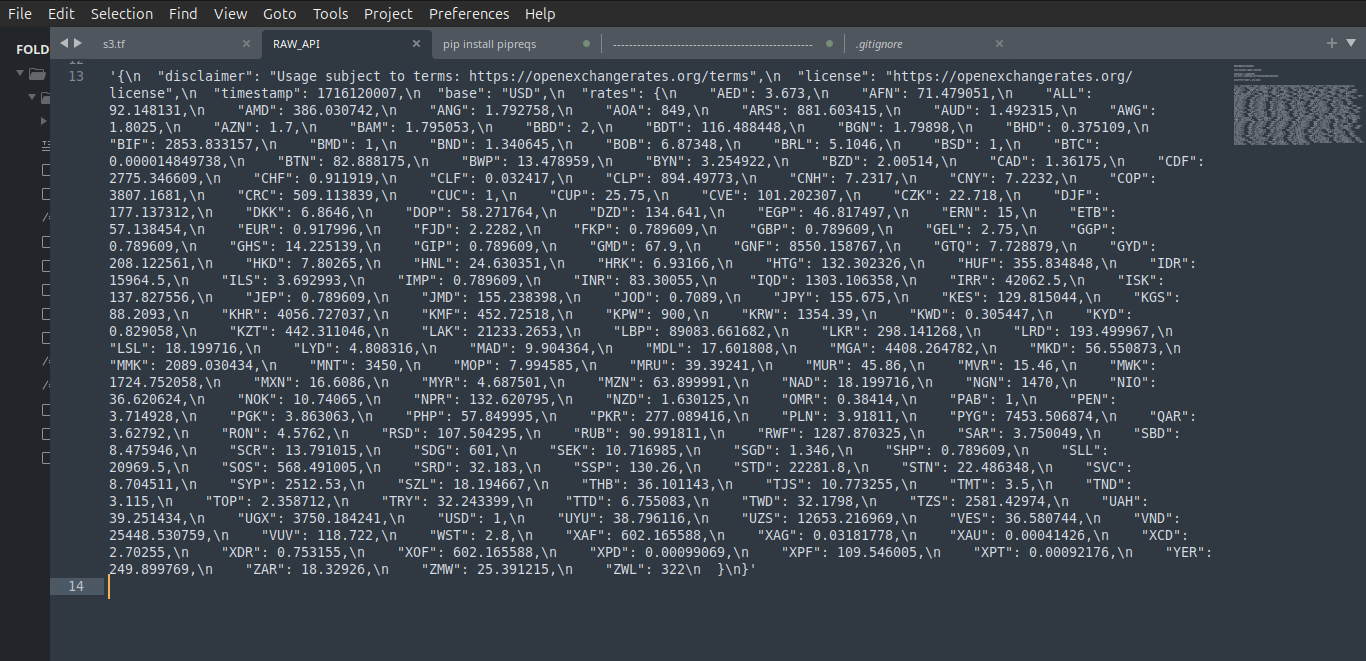 File Edit Selection Find View Goto Tools Project Preferences Help
FOLD
s3.tf
RAW_API
pip install pipreqs
.gitignore
12
13 '{\n  "disclaimer": "Usage subject to terms: https://openexchangerates.org/terms",\n  "license": "https://openexchangerates.org/
license",\n  "timestamp": 1716120007,\n  "base": "USD",\n  "rates": {\n    "AED": 3.673,\n    "AFN": 71.479051,\n    "ALL":
92.148131,\n    "AMD": 386.030742,\n    "ANG": 1.792758,\n    "AOA": 849,\n    "ARS": 881.603415,\n    "AUD": 1.492315,\n    "AWG":
1.8025,\n    "AZN": 1.7,\n    "BAM": 1.795053,\n    "BBD": 2,\n    "BDT": 116.488448,\n    "BGN": 1.79898,\n    "BHD": 0.375109,\n
"BIF": 2853.833157,\n    "BMD": 1,\n    "BND": 1.340645,\n    "BOB": 6.87348,\n    "BRL": 5.1046,\n    "BSD": 1,\n    "BTC":
0.000014849738,\n    "BTN": 82.888175,\n    "BWP": 13.478959,\n    "BYN": 3.254922,\n    "BZD": 2.00514,\n    "CAD": 1.36175,\n    "CDF":
2775.346609,\n    "CHF": 0.911919,\n    "CLF": 0.032417,\n    "CLP": 894.49773,\n    "CNH": 7.2317,\n    "CNY": 7.2232,\n    "COP":
3807.1681,\n    "CRC": 509.113839,\n    "CUC": 1,\n    "CUP": 25.75,\n    "CVE": 101.202307,\n    "CZK": 22.718,\n    "DJF":
177.137312,\n    "DKK": 6.8646,\n    "DOP": 58.271764,\n    "DZD": 134.641,\n    "EGP": 46.817497,\n    "ERN": 15,\n    "ETB":
57.138454,\n    "EUR": 0.917996,\n    "FJD": 2.2282,\n    "FKP": 0.789609,\n    "GBP": 0.789609,\n    "GEL": 2.75,\n    "GGP":
0.789609,\n    "GHS": 14.225139,\n    "GIP": 0.789609,\n    "GMD": 67.9,\n    "GNF": 8550.158767,\n    "GTQ": 7.728879,\n    "GYD":
208.122561,\n    "HKD": 7.80265,\n    "HNL": 24.630351,\n    "HRK": 6.93166,\n    "HTG": 132.302326,\n    "HUF": 355.834848,\n    "IDR":
15964.5,\n    "ILS": 3.692993,\n    "IMP": 0.789609,\n    "INR": 83.30055,\n    "IQD": 1303.106358,\n    "IRR": 42062.5,\n    "ISK":
137.827556,\n    "JEP": 0.789609,\n    "JMD": 155.238398,\n    "JOD": 0.7089,\n    "JPY": 155.675,\n    "KES": 129.815044,\n    "KGS":
88.2093,\n    "KHR": 4056.727037,\n    "KMF": 452.72518,\n    "KPW": 900,\n    "KRW": 1354.39,\n    "KWD": 0.305447,\n    "KYD":
0.829058,\n    "KZT": 442.311046,\n    "LAK": 21233.2653,\n    "LBP": 89083.661682,\n    "LKR": 298.141268,\n    "LRD": 193.499967,\n
"LSL": 18.199716,\n    "LYD": 4.808316,\n    "MAD": 9.904364,\n    "MDL": 17.601808,\n    "MGA": 4408.264782,\n    "MKD": 56.550873,\n
"MMK": 2089.030434,\n    "MNT": 3450,\n    "MOP": 7.994585,\n    "MRU": 39.39241,\n    "MUR": 45.86,\n    "MVR": 15.46,\n    "MWK":
1724.752058,\n    "MXN": 16.6086,\n    "MYR": 4.687501,\n    "MZN": 63.899991,\n    "NAD": 18.199716,\n    "NGN": 1470,\n    "NIO":
36.620624,\n    "NOK": 10.74065,\n    "NPR": 132.620795,\n    "NZD": 1.630125,\n    "OMR": 0.38414,\n    "PAB": 1,\n    "PEN":
3.714928,\n    "PGK": 3.863063,\n    "PHP": 57.849995,\n    "PKR": 277.089416,\n    "PLN": 3.91811,\n    "PYG": 7453.506874,\n    "QAR":
3.62792,\n    "RON": 4.5762,\n    "RSD": 107.504295,\n    "RUB": 90.991811,\n    "RWF": 1287.870325,\n    "SAR": 3.750049,\n    "SBD":
8.475946,\n    "SCR": 13.791015,\n    "SDG": 601,\n    "SEK": 10.716985,\n    "SGD": 1.346,\n    "SHP": 0.789609,\n    "SLL":
20969.5,\n    "SOS": 568.491005,\n    "SRD": 32.183,\n    "SSP": 130.26,\n    "STD": 22281.8,\n    "STN": 22.486348,\n    "SVC":
8.704511,\n    "SYP": 2512.53,\n    "SZL": 18.194667,\n    "THB": 36.101143,\n    "TJS": 10.773255,\n    "TMT": 3.5,\n    "TND":
3.115,\n    "TOP": 2.358712,\n    "TRY": 32.243399,\n    "TTD": 6.755083,\n    "TWD": 32.1798,\n    "TZS": 2581.42974,\n    "UAH":
39.251434,\n    "UGX": 3750.184241,\n    "USD": 1,\n    "UYU": 38.796116,\n    "UZS": 12653.216969,\n    "VES": 36.580744,\n    "VND":
25448.530759,\n    "VUV": 118.722,\n    "WST": 2.8,\n    "XAF": 602.165588,\n    "XAG": 0.03181778,\n    "XAU": 0.00041426,\n    "XCD":
2.70255,\n    "XDR": 0.753155,\n    "XOF": 602.165588,\n    "XPD": 0.00099069,\n    "XPF": 109.546005,\n    "XPT": 0.00092176,\n    "YER":
249.899769,\n    "ZAR": 18.32926,\n    "ZMW": 25.391215,\n    "ZWL": 322\n  }\n}'
14